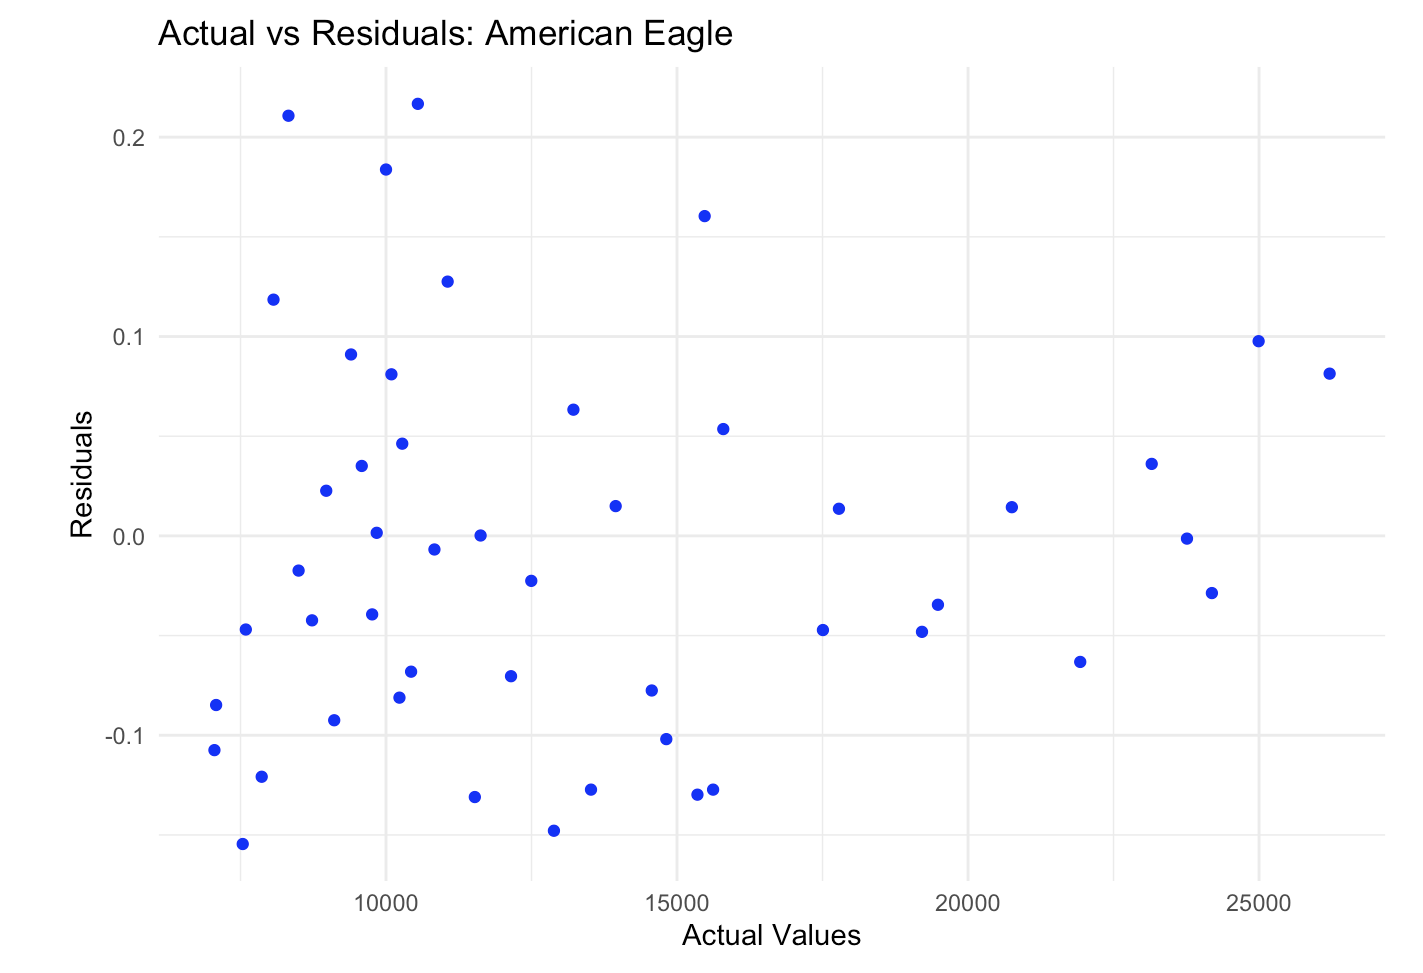 Actual vs Residuals: American Eagle
0.2
0.1
0.0
-0.1
Residuals
10000 15000 20000 25000
Actual Values